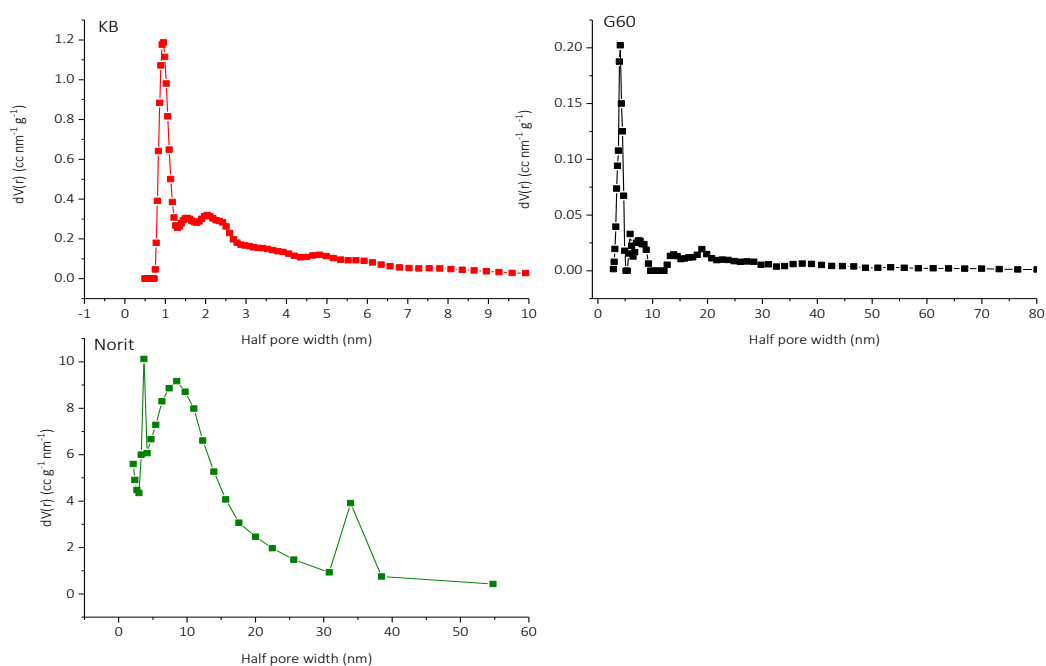 KB
dV(r) (cc nm⁻¹ g⁻¹)
1.2
1.0
0.8
0.6
0.4
0.2
0.0
-1 0 1 2 3 4 5 6 7 8 9 10
Half pore width (nm)
G60
dV(r) (cc nm⁻¹ g⁻¹)
0.20
0.15
0.10
0.05
0.00
0 10 20 30 40 50 60 70 80
Half pore width (nm)
Norit
dV(r) (cc g⁻¹ nm⁻¹)
10
8
6
4
2
0
0 10 20 30 40 50 60
Half pore width (nm)